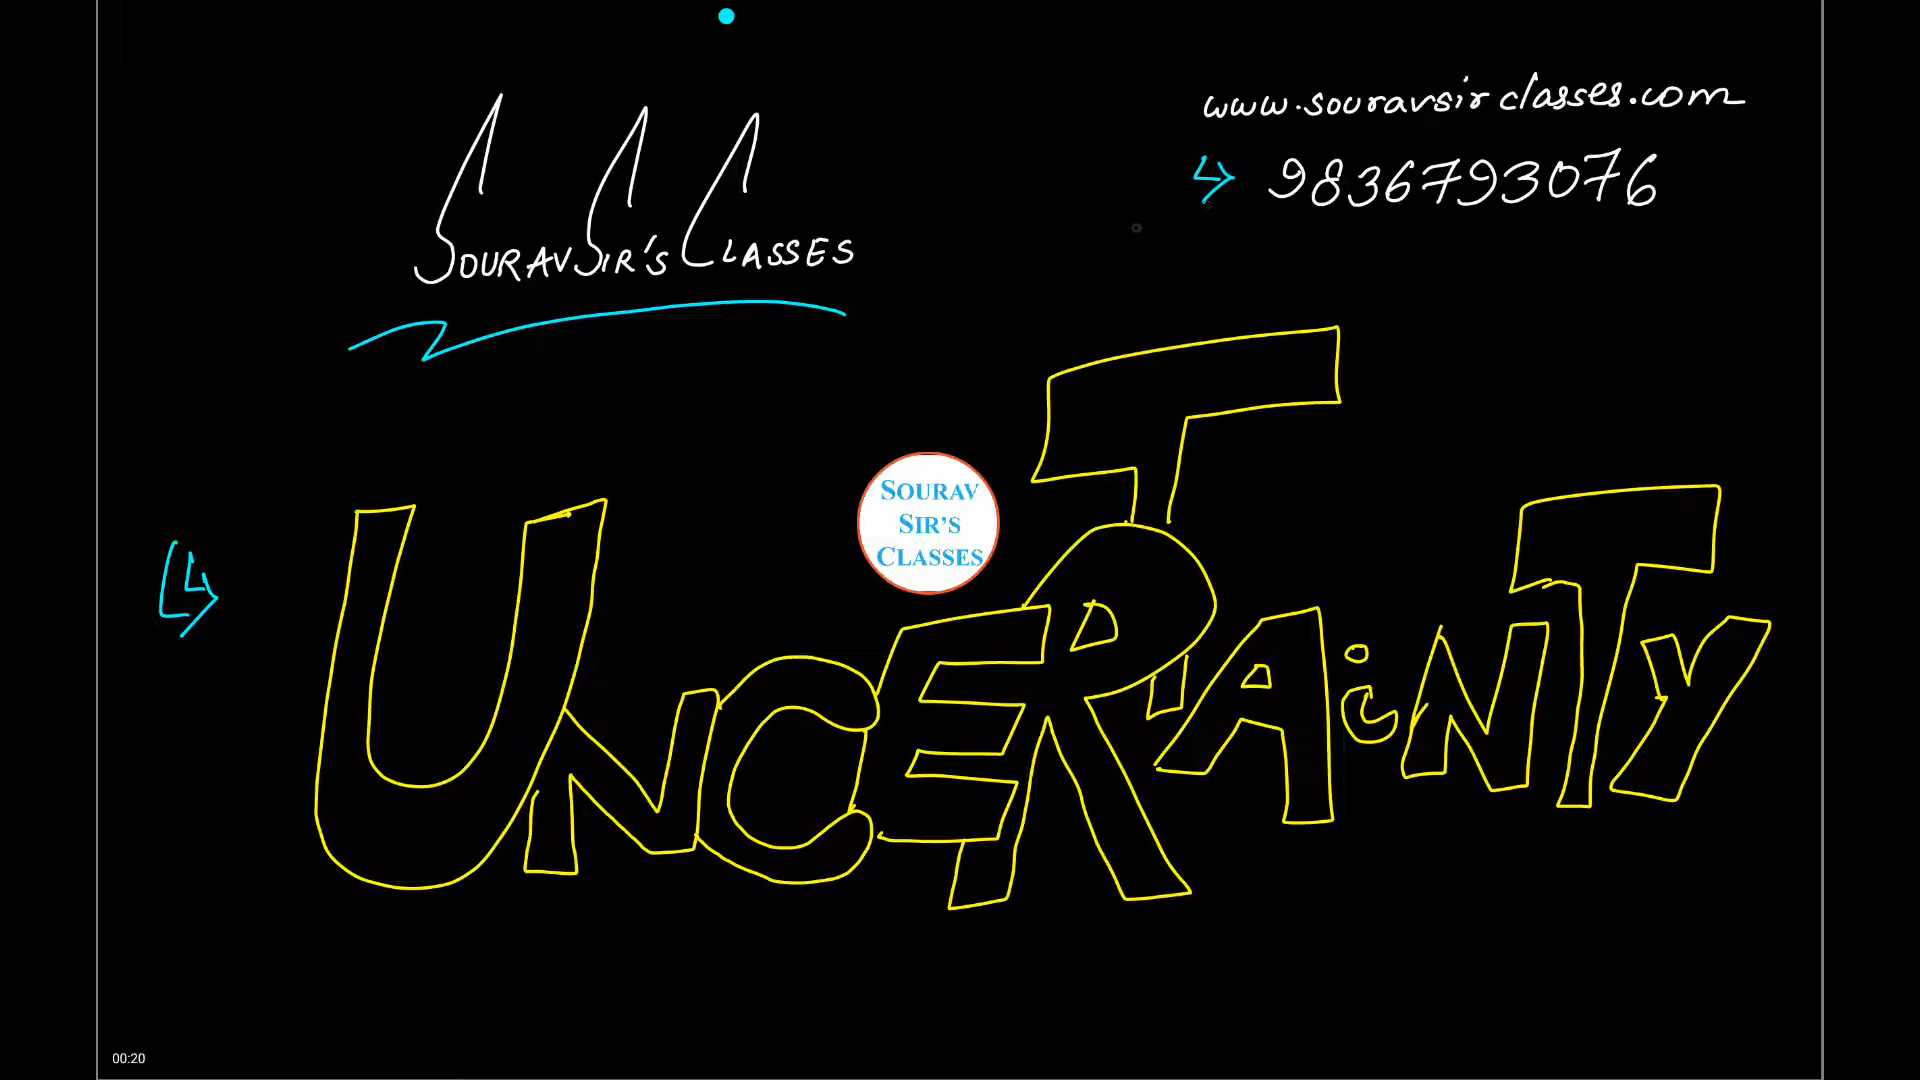 www.souravsirclasses.com
9836793076
SOURAV SIR'S CLASSES
SOURAV
SIR'S
CLASSES
UNCERTAiNTY
00:20